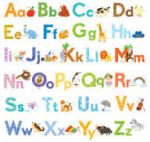 Aa Bb Cc Dd
Ee Ff Gg Hh
Ii Jj Kk Ll Mm
Nn Oo Pp Qq Rr
Ss Tt Uu Vv
Ww Xx Yy Zz